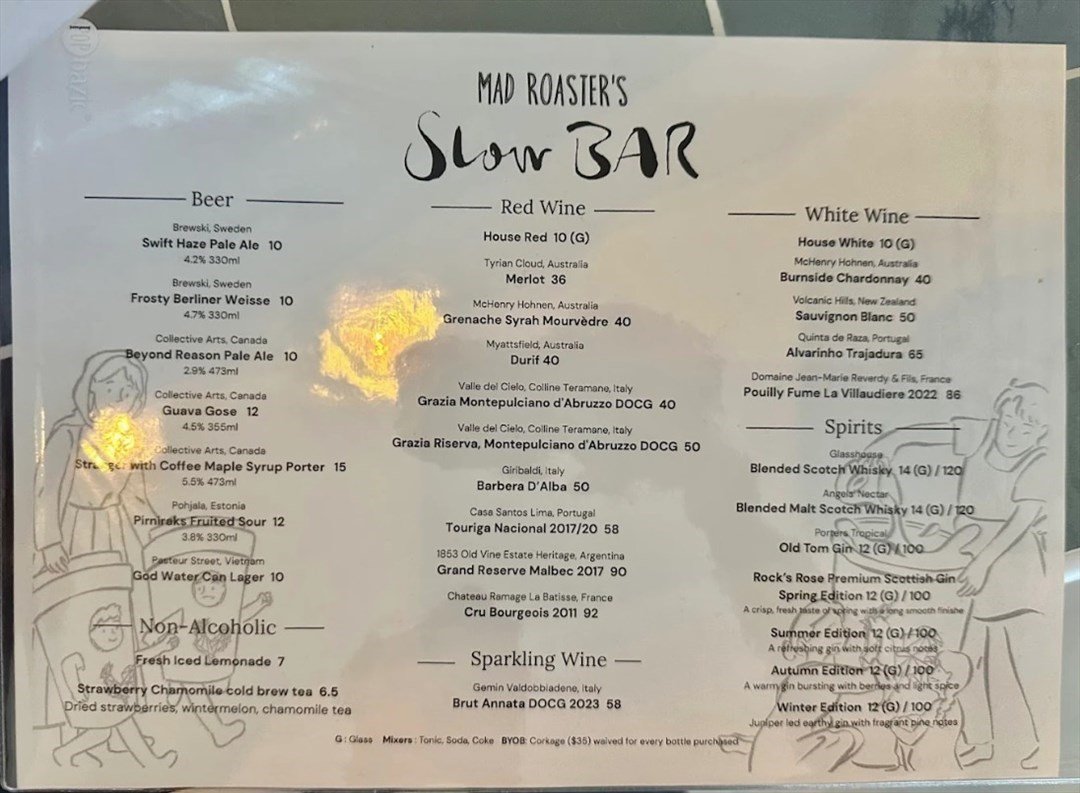 MAD ROASTER'S
Slow BAR
Beer
Brewski, Sweden
Swift Haze Pale Ale 10
4.2% 330ml
Brewski, Sweden
Frosty Berliner Weisse 10
4.7% 330ml
Collective Arts, Canada
Beyond Reason Pale Ale 10
2.9% 473ml
Collective Arts, Canada
Guava Gose 12
4.5% 355ml
Collective Arts, Canada
Stranger with Coffee Maple Syrup Porter 15
5.5% 473ml
Pohjala, Estonia
Pirniraks Fruited Sour 12
3.8% 330ml
Pasteur Street, Vietnam
God Water Can Lager 10
Non-Alcoholic
Fresh Iced Lemonade 7
Strawberry Chamomile cold brew tea 6.5
Dried strawberries, wintermelon, chamomile tea
Red Wine
House Red 10 (G)
Tyrian Cloud, Australia
Merlot 36
McHenry Hohnen, Australia
Grenache Syrah Mourvèdre 40
Myattsfield, Australia
Durif 40
Valle del Cielo, Colline Teramane, Italy
Grazia Montepulciano d'Abruzzo DOCG 40
Valle del Cielo, Colline Teramane, Italy
Grazia Riserva, Montepulciano d'Abruzzo DOCG 50
Giribaldi, Italy
Barbera D'Alba 50
Casa Santos Lima, Portugal
Touriga Nacional 2017/20 58
1853 Old Vine Estate Heritage, Argentina
Grand Reserve Malbec 2017 90
Chateau Ramage La Batisse, France
Cru Bourgeois 2011 92
Sparkling Wine
Gemin Valdobbiadene, Italy
Brut Annata DOCG 2023 58
White Wine
House White 10 (G)
McHenry Hohnen, Australia
Burnside Chardonnay 40
Volcanic Hills, New Zealand
Sauvignon Blanc 50
Quinta de Raza, Portugal
Alvarinho Trajadura 65
Domaine Jean-Marie Reverdy & Fils, France
Pouilly Fume La Villaudiere 2022 86
Spirits
Glasshouse
Blended Scotch Whisky 14 (G) / 120
Angels' Nectar
Blended Malt Scotch Whisky 14 (G) / 120
Porters Tropical
Old Tom Gin 12 (G) / 100
Rock's Rose Premium Scottish Gin
Spring Edition 12 (G) / 100
A crisp, fresh taste of spring with a long smooth finishe
Summer Edition 12 (G) / 100
A refreshing gin with soft citrus notes
Autumn Edition 12 (G) / 100
A warm gin bursting with berries and light spice
Winter Edition 12 (G) / 100
Juniper led earthy gin with fragrant pine notes
G : Glass Mixers : Tonic, Soda, Coke BYOB: Corkage ($35) waived for every bottle purchased